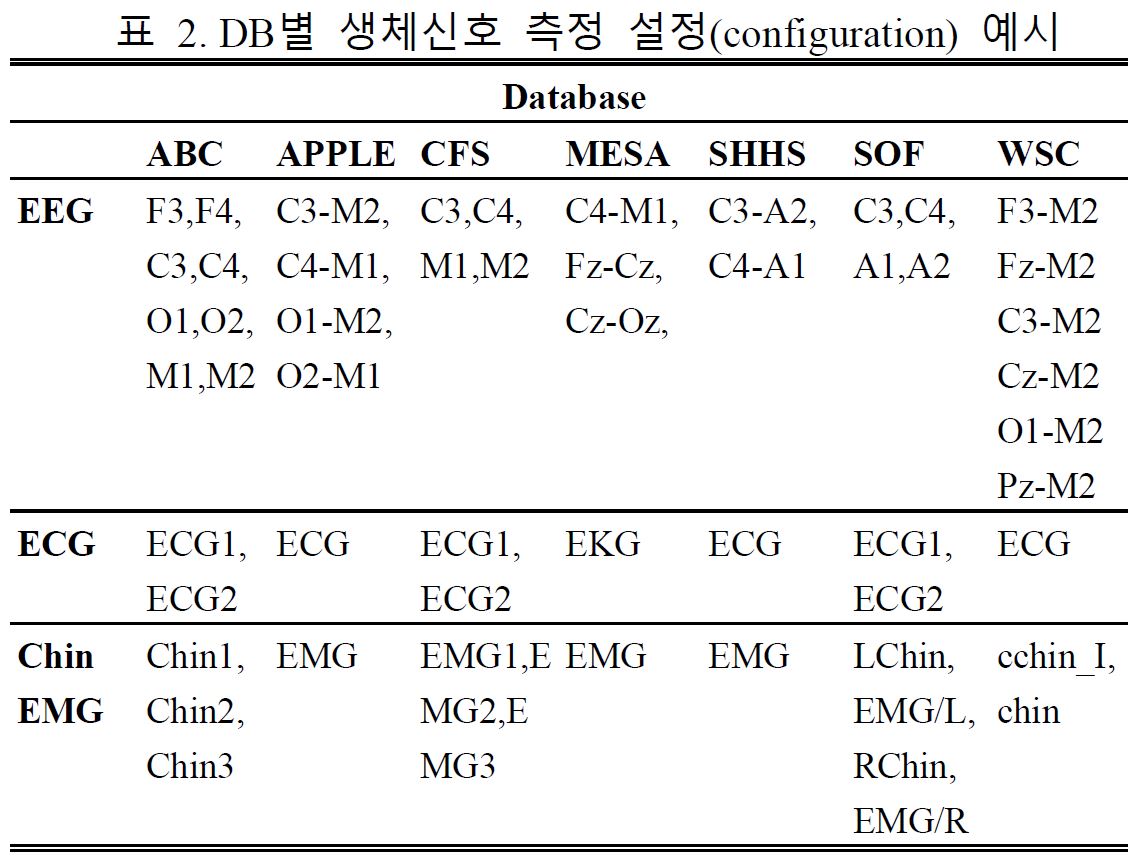 표 2. DB별 생체신호 측정 설정(configuration) 예시
Database
ABC APPLE CFS MESA SHHS SOF WSC
EEG F3,F4, C3-M2, C3,C4, C4-M1, C3-A2, C3,C4, F3-M2
C3,C4, C4-M1, M1,M2 Fz-Cz, C4-A1 A1,A2 Fz-M2
O1,O2, O1-M2, Cz-Oz, C3-M2
M1,M2 O2-M1 Cz-M2
O1-M2
Pz-M2
ECG ECG1, ECG ECG1, EKG ECG ECG1, ECG
ECG2 ECG2 ECG2
Chin Chin1, EMG EMG1,E EMG EMG LChin, cchin_I,
EMG Chin2, MG2,E EMG/L, chin
Chin3 MG3 RChin,
EMG/R